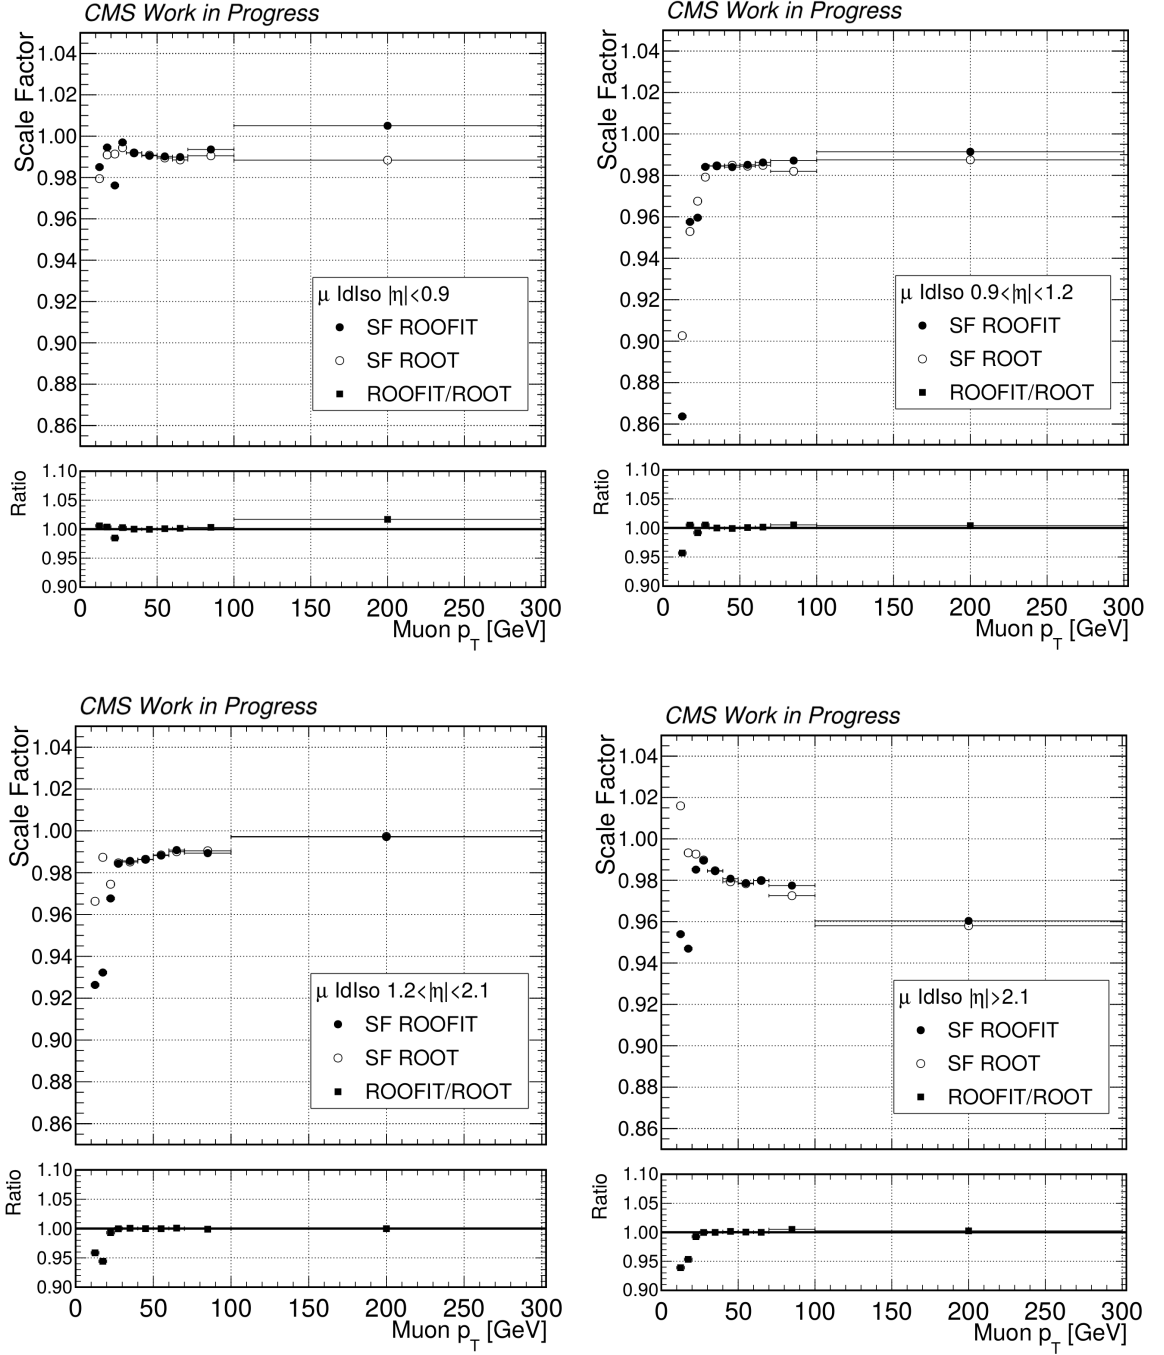 CMS Work in Progress
Scale Factor
1.04
1.02
1.00
0.98
0.96
0.94
0.92
0.90
0.88
0.86
μ IdIso |η|<0.9
SF ROOFIT
SF ROOT
ROOFIT/ROOT
Ratio
1.10
1.05
1.00
0.95
0.90
0 50 100 150 200 250 300
Muon pT [GeV]
CMS Work in Progress
Scale Factor
1.04
1.02
1.00
0.98
0.96
0.94
0.92
0.90
0.88
0.86
μ IdIso 0.9<|η|<1.2
SF ROOFIT
SF ROOT
ROOFIT/ROOT
Ratio
1.10
1.05
1.00
0.95
0.90
0 50 100 150 200 250 300
Muon pT [GeV]
CMS Work in Progress
Scale Factor
1.04
1.02
1.00
0.98
0.96
0.94
0.92
0.90
0.88
0.86
μ IdIso 1.2<|η|<2.1
SF ROOFIT
SF ROOT
ROOFIT/ROOT
Ratio
1.10
1.05
1.00
0.95
0.90
0 50 100 150 200 250 300
Muon pT [GeV]
CMS Work in Progress
Scale Factor
1.04
1.02
1.00
0.98
0.96
0.94
0.92
0.90
0.88
0.86
μ IdIso |η|>2.1
SF ROOFIT
SF ROOT
ROOFIT/ROOT
Ratio
1.10
1.05
1.00
0.95
0.90
0 50 100 150 200 250 300
Muon pT [GeV]